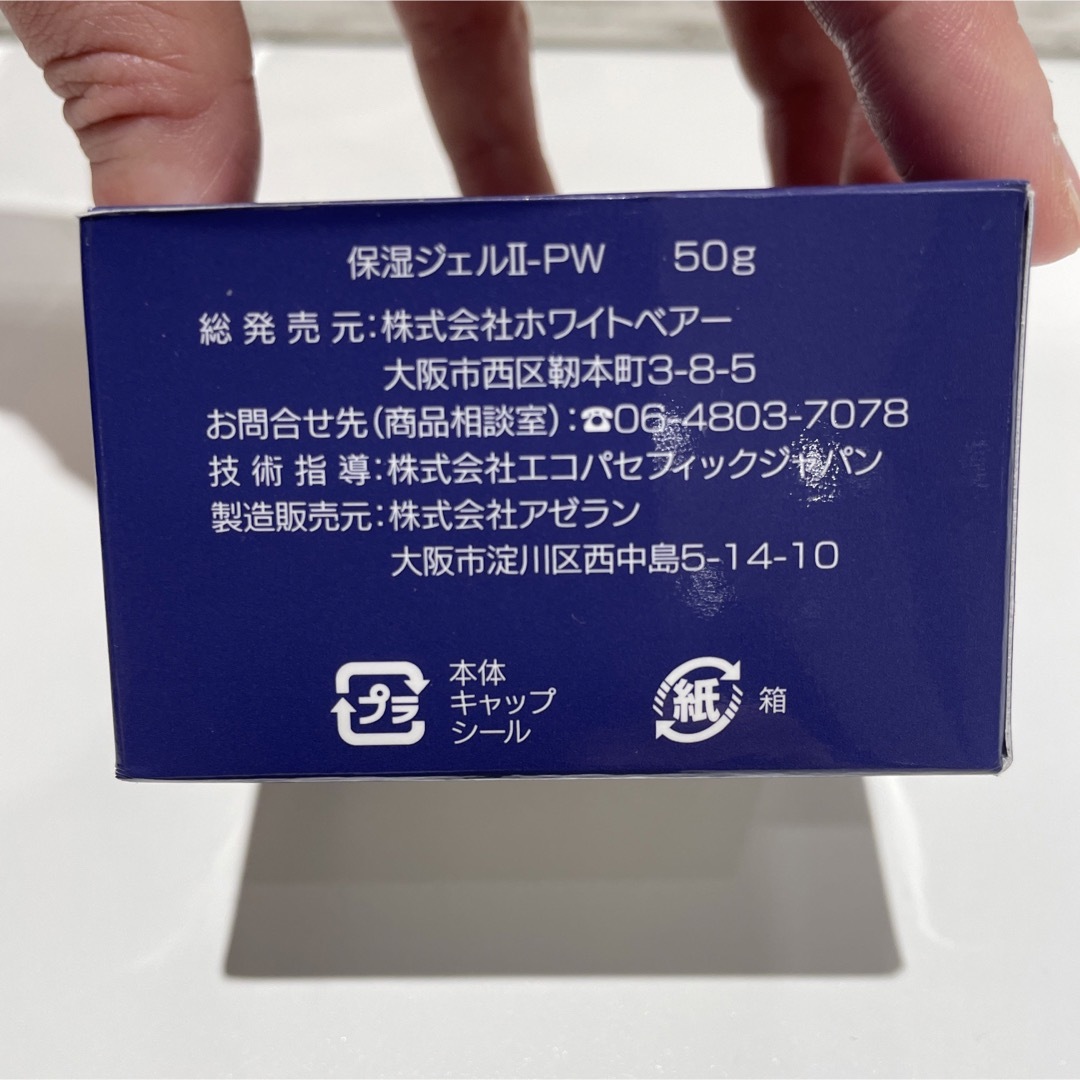 保湿ジェルⅡ-PW 50g
総発売元:株式会社ホワイトベアー
大阪市西区靭本町3-8-5
お問合せ先(商品相談室):☎06-4803-7078
技術指導:株式会社エコパセフィックジャパン
製造販売元:株式会社アゼラン
大阪市淀川区西中島5-14-10
プラ
本体
キャップ
シール
紙
箱